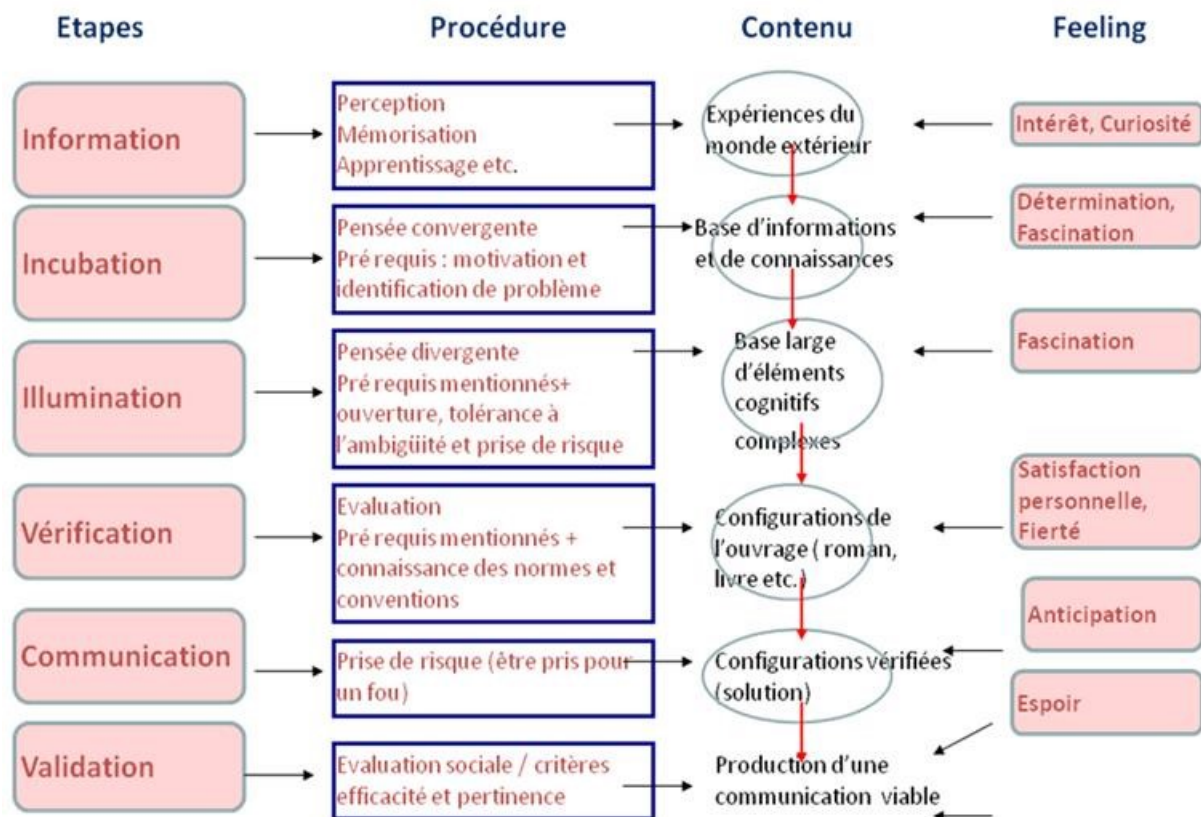 Etapes
Procédure
Contenu
Feeling
Information
Perception
Mémorisation
Apprentissage etc.
Expériences du
monde extérieur
Intérêt, Curiosité
Incubation
Pensée convergente
Pré requis : motivation et
identification de problème
Base d'informations
et de connaissances
Détermination,
Fascination
Illumination
Pensée divergente
Pré requis mentionnés+
ouverture, tolérance à
l'ambigüité et prise de risque
Base large
d'éléments
cognitifs
complexes
Fascination
Vérification
Evaluation
Pré requis mentionnés +
connaissance des normes et
conventions
Configurations de
l'ouvrage ( roman,
livre etc.)
Satisfaction
personnelle,
Fierté
Communication
Prise de risque (être pris pour
un fou)
Configurations vérifiées
(solution)
Anticipation
Validation
Evaluation sociale / critères
efficacité et pertinence
Production d'une
communication viable
Espoir